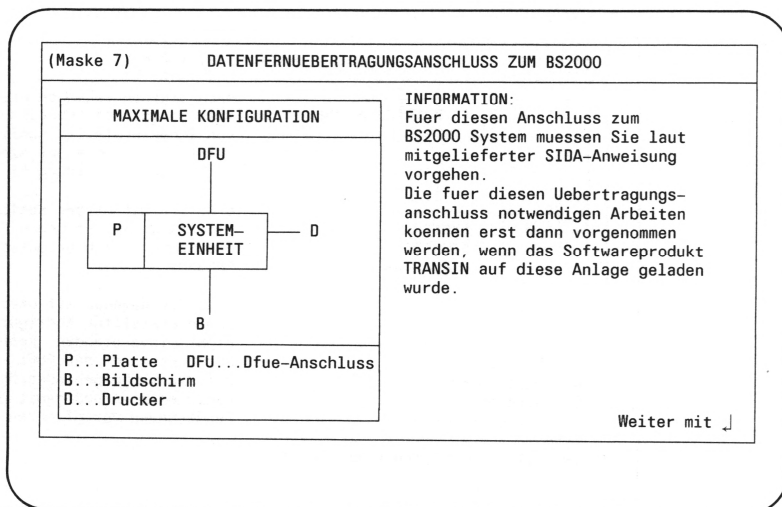 (Maske 7) DATENFERNUEBERTRAGUNGSANSCHLUSS ZUM BS2000
MAXIMALE KONFIGURATION
DFU
P SYSTEM– D
EINHEIT
B
P...Platte DFU...Dfue–Anschluss
B...Bildschirm
D...Drucker
INFORMATION:
Fuer diesen Anschluss zum
BS2000 System muessen Sie laut
mitgelieferter SIDA–Anweisung
vorgehen.
Die fuer diesen Uebertragungs–
anschluss notwendigen Arbeiten
koennen erst dann vorgenommen
werden, wenn das Softwareprodukt
TRANSIN auf diese Anlage geladen
wurde.
Weiter mit ↵